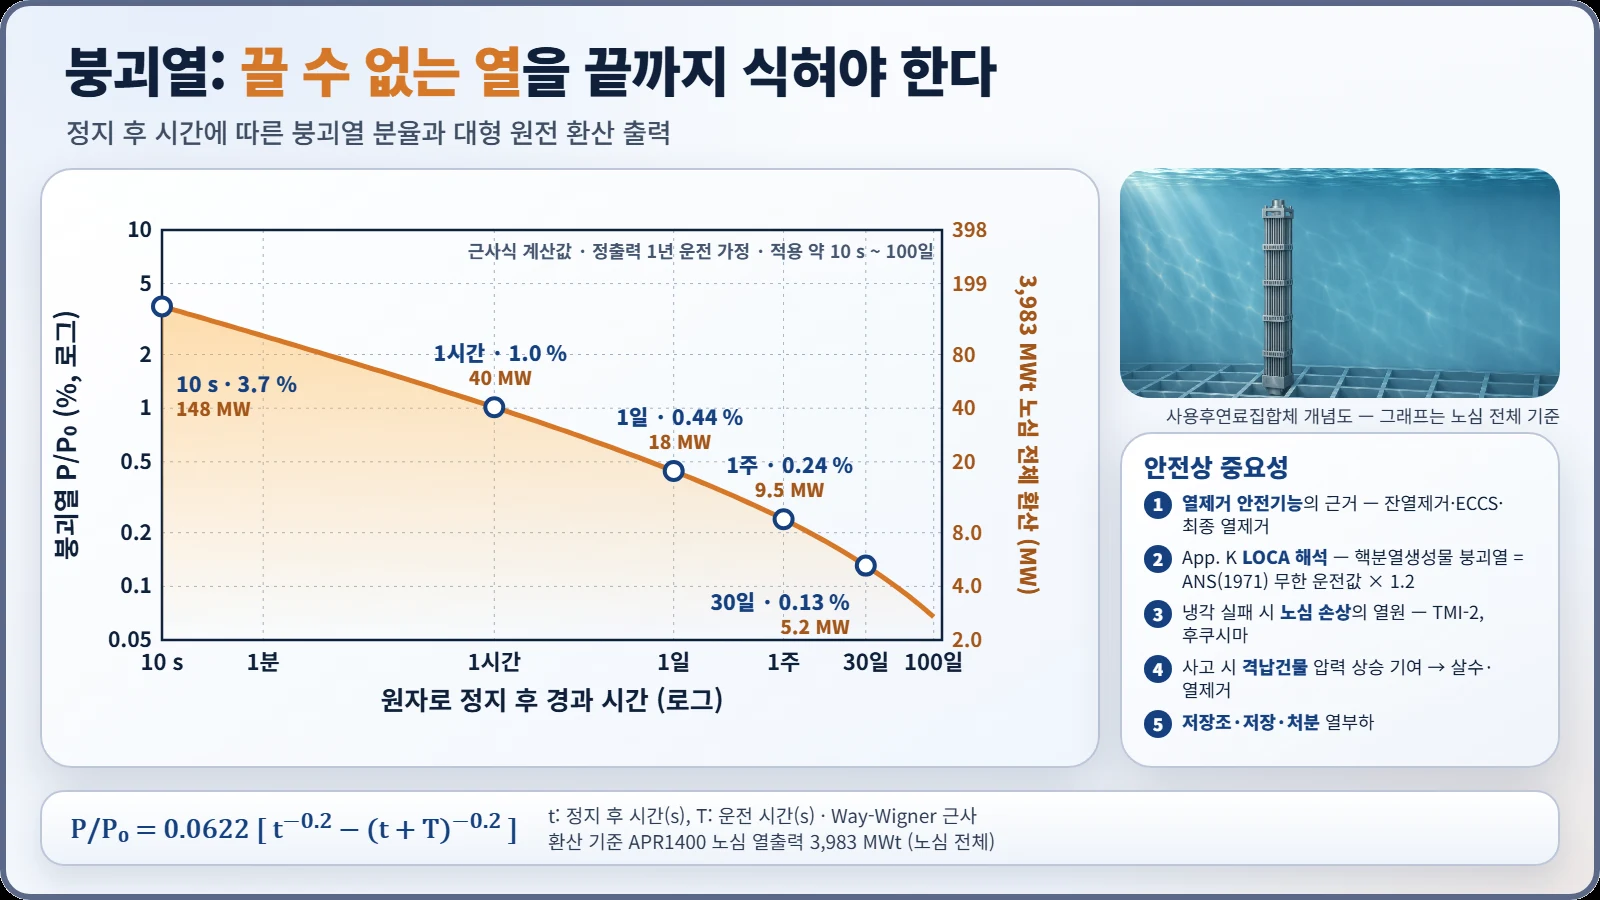 붕괴열: 끌 수 없는 열을 끝까지 식혀야 한다
정지 후 시간에 따른 붕괴열 분율과 대형 원전 환산 출력
근사식 계산값 · 정출력 1년 운전 가정 · 적용 약 10 s ~ 100일
붕괴열 P/P₀ (%, 로그)
10
5
2
1
0.5
0.2
0.1
0.05
10 s · 3.7 %
148 MW
1시간 · 1.0 %
40 MW
1일 · 0.44 %
18 MW
1주 · 0.24 %
9.5 MW
30일 · 0.13 %
5.2 MW
398
199
80
40
20
8.0
4.0
2.0
3,983 MWt 노심 전체 환산 (MW)
10 s 1분 1시간 1일 1주 30일 100일
원자로 정지 후 경과 시간 (로그)
사용후연료집합체 개념도 — 그래프는 노심 전체 기준
안전상 중요성
1 열제거 안전기능의 근거 — 잔열제거·ECCS·
최종 열제거
2 App. K LOCA 해석 — 핵분열생성물 붕괴열 =
ANS(1971) 무한 운전값 × 1.2
3 냉각 실패 시 노심 손상의 열원 — TMI-2,
후쿠시마
4 사고 시 격납건물 압력 상승 기여 → 살수·
열제거
5 저장조·저장·처분 열부하
P/P₀ = 0.0622 [ t⁻⁰·² − (t + T)⁻⁰·² ]
t: 정지 후 시간(s), T: 운전 시간(s) · Way-Wigner 근사
환산 기준 APR1400 노심 열출력 3,983 MWt (노심 전체)